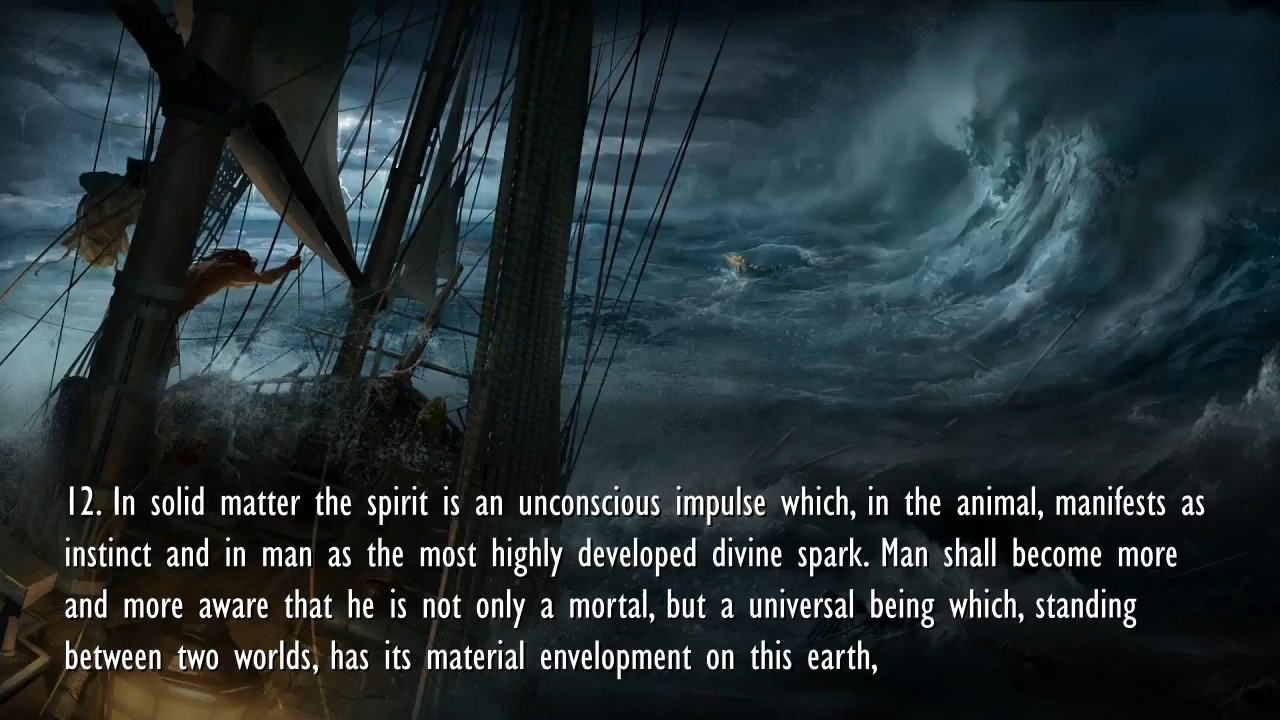 12. In solid matter the spirit is an unconscious impulse which, in the animal, manifests as
instinct and in man as the most highly developed divine spark. Man shall become more
and more aware that he is not only a mortal, but a universal being which, standing
between two worlds, has its material envelopment on this earth,